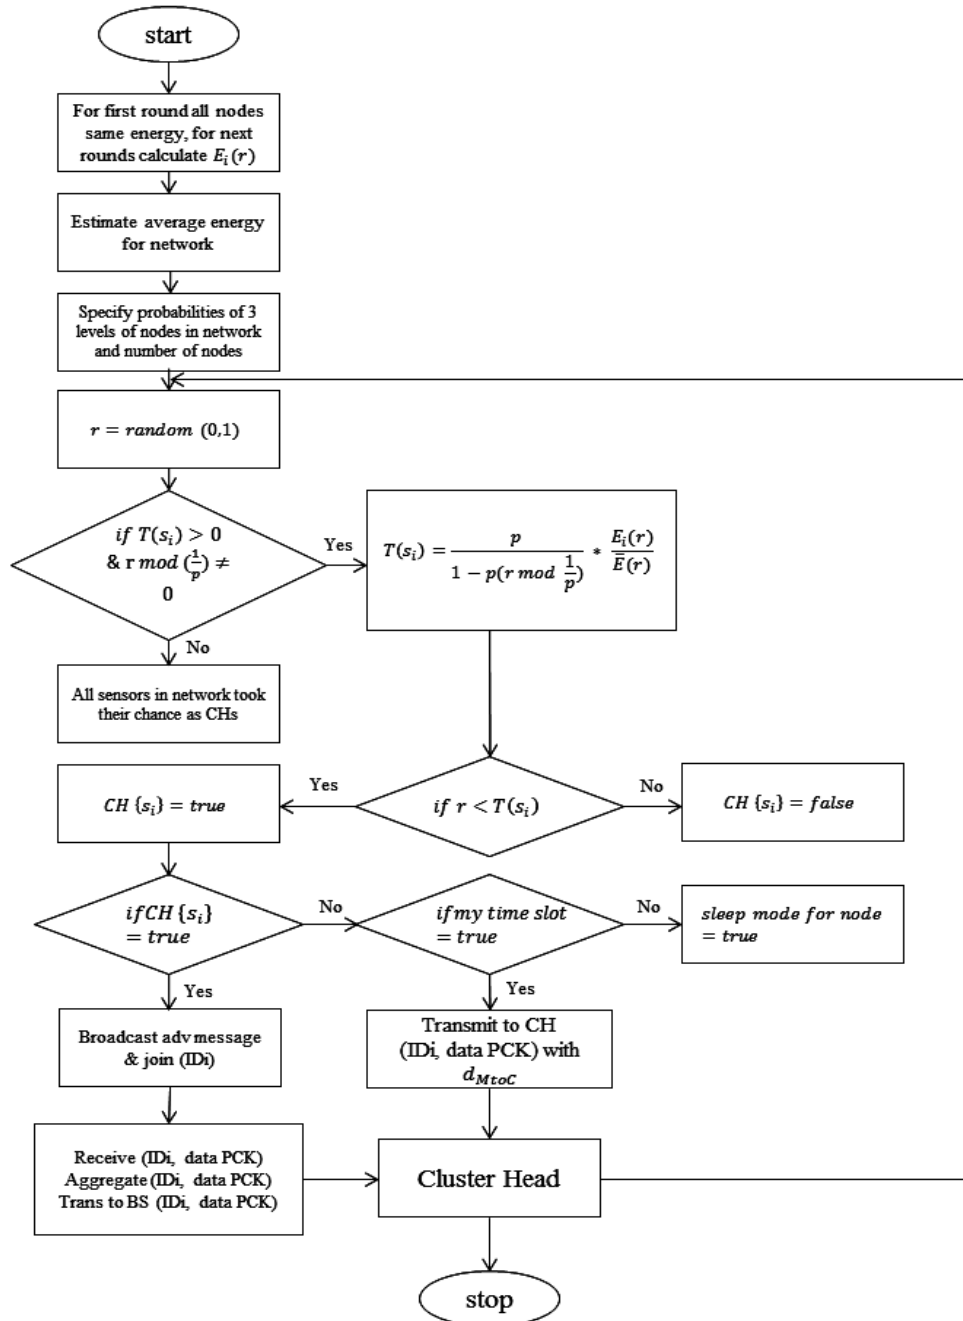 start
For first round all nodes
same energy, for next
rounds calculate E_i(r)
Estimate average energy
for network
Specify probabilities of 3
levels of nodes in network
and number of nodes
r = random (0,1)
if T(s_i) > 0
& r mod (1/p) ≠
0
Yes
T(s_i) = p / (1 − p(r mod 1/p)) * E_i(r) / Ē(r)
No
All sensors in network took
their chance as CHs
CH {s_i} = true
Yes
if r < T(s_i)
No
CH {s_i} = false
ifCH {s_i}
= true
No
if my time slot
= true
No
sleep mode for node
= true
Yes
Yes
Broadcast adv message
& join (IDi)
Transmit to CH
(IDi, data PCK) with
d_MtoC
Receive (IDi, data PCK)
Aggregate (IDi, data PCK)
Trans to BS (IDi, data PCK)
Cluster Head
stop